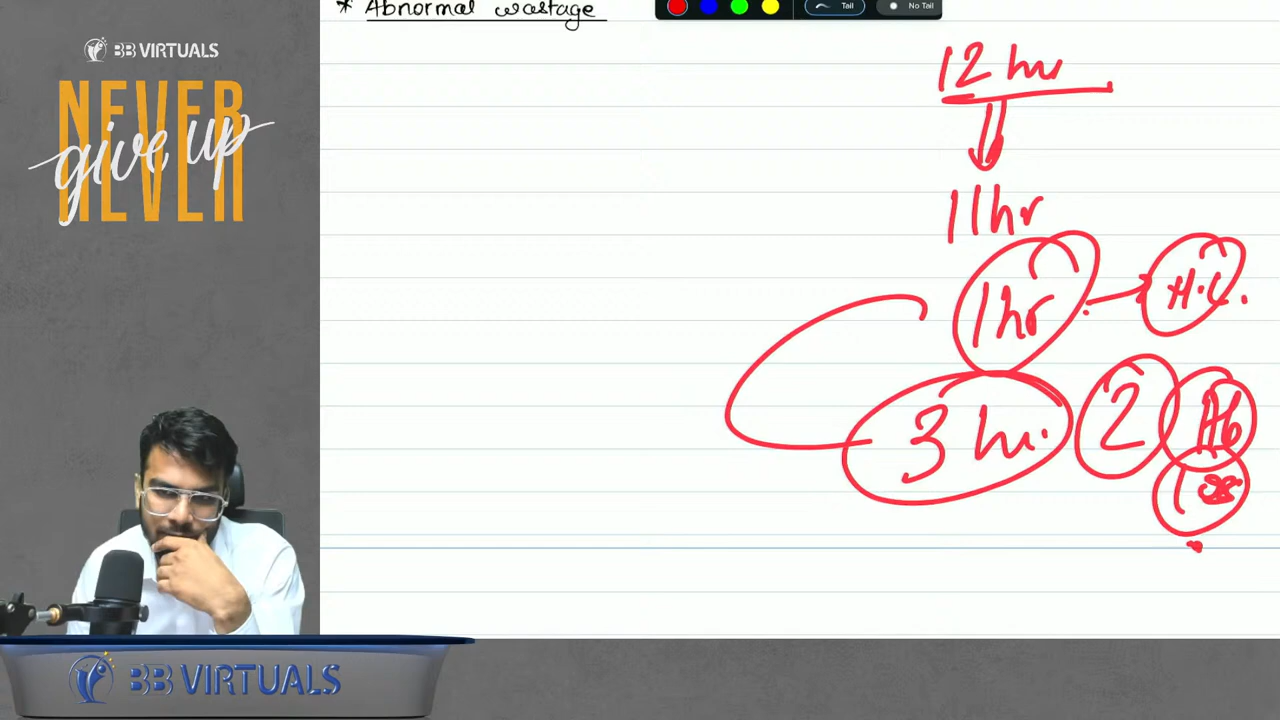 * Abnormal wastage
Tail
No Tail
BB VIRTUALS
NEVER
give up
NEVER
12 hr
11 hr
1 hr
3 hr.
2
Ab
BB VIRTUALS